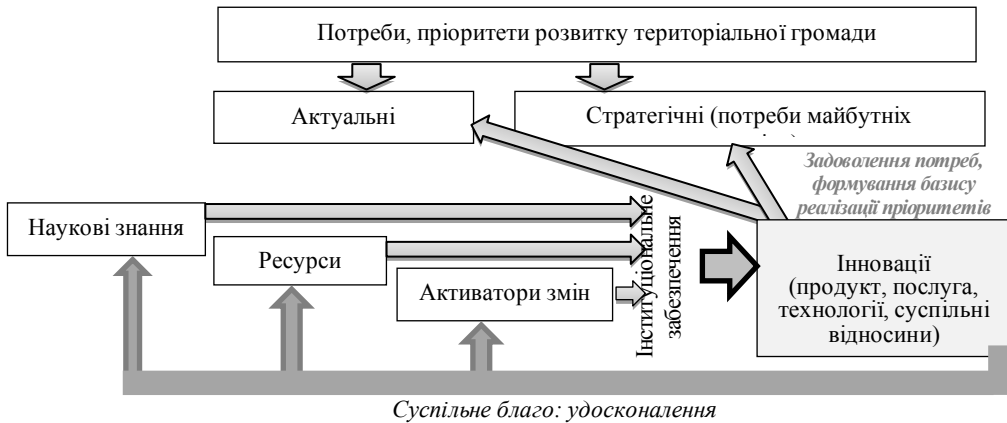 Потреби, пріоритети розвитку територіальної громади
Актуальні
Стратегічні (потреби майбутніх
Задоволення потреб,
формування базису
реалізації пріоритетів
Наукові знання
Ресурси
Активатори змін
Інституціональне
забезпечення
Інновації
(продукт, послуга,
технології, суспільні
відносини)
Суспільне благо: удосконалення